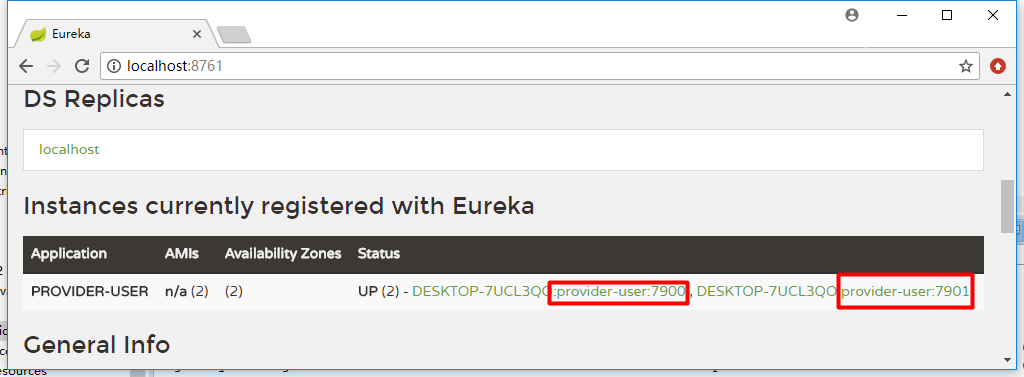 Eureka
localhost:8761
DS Replicas
localhost
Instances currently registered with Eureka
Application AMIs Availability Zones Status
PROVIDER-USER n/a (2) (2) UP (2) - DESKTOP-7UCL3QO:provider-user:7900 , DESKTOP-7UCL3QO:provider-user:7901
General Info
esources